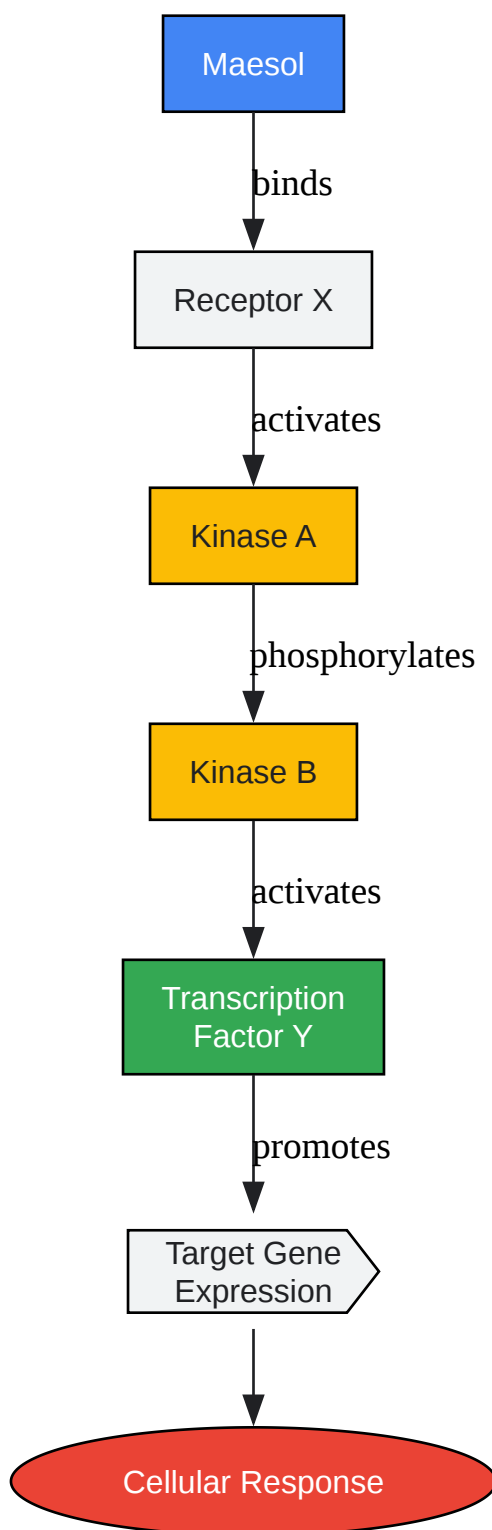 Maesol
binds
Receptor X
activates
Kinase A
phosphorylates
Kinase B
activates
Transcription
Factor Y
promotes
Target Gene
Expression
Cellular Response